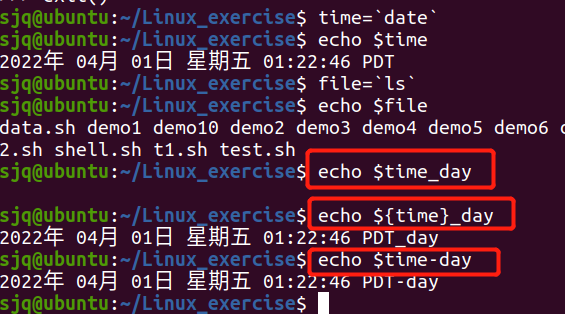 exit()
sjq@ubuntu:~/Linux_exercise$ time=`date`
sjq@ubuntu:~/Linux_exercise$ echo $time
2022年 04月 01日 星期五 01:22:46 PDT
sjq@ubuntu:~/Linux_exercise$ file=`ls`
sjq@ubuntu:~/Linux_exercise$ echo $file
data.sh demo1 demo10 demo2 demo3 demo4 demo5 demo6
2.sh shell.sh t1.sh test.sh
sjq@ubuntu:~/Linux_exercise$ echo $time_day
sjq@ubuntu:~/Linux_exercise$ echo ${time}_day
2022年 04月 01日 星期五 01:22:46 PDT_day
sjq@ubuntu:~/Linux_exercise$ echo $time-day
2022年 04月 01日 星期五 01:22:46 PDT-day
sjq@ubuntu:~/Linux_exercise$